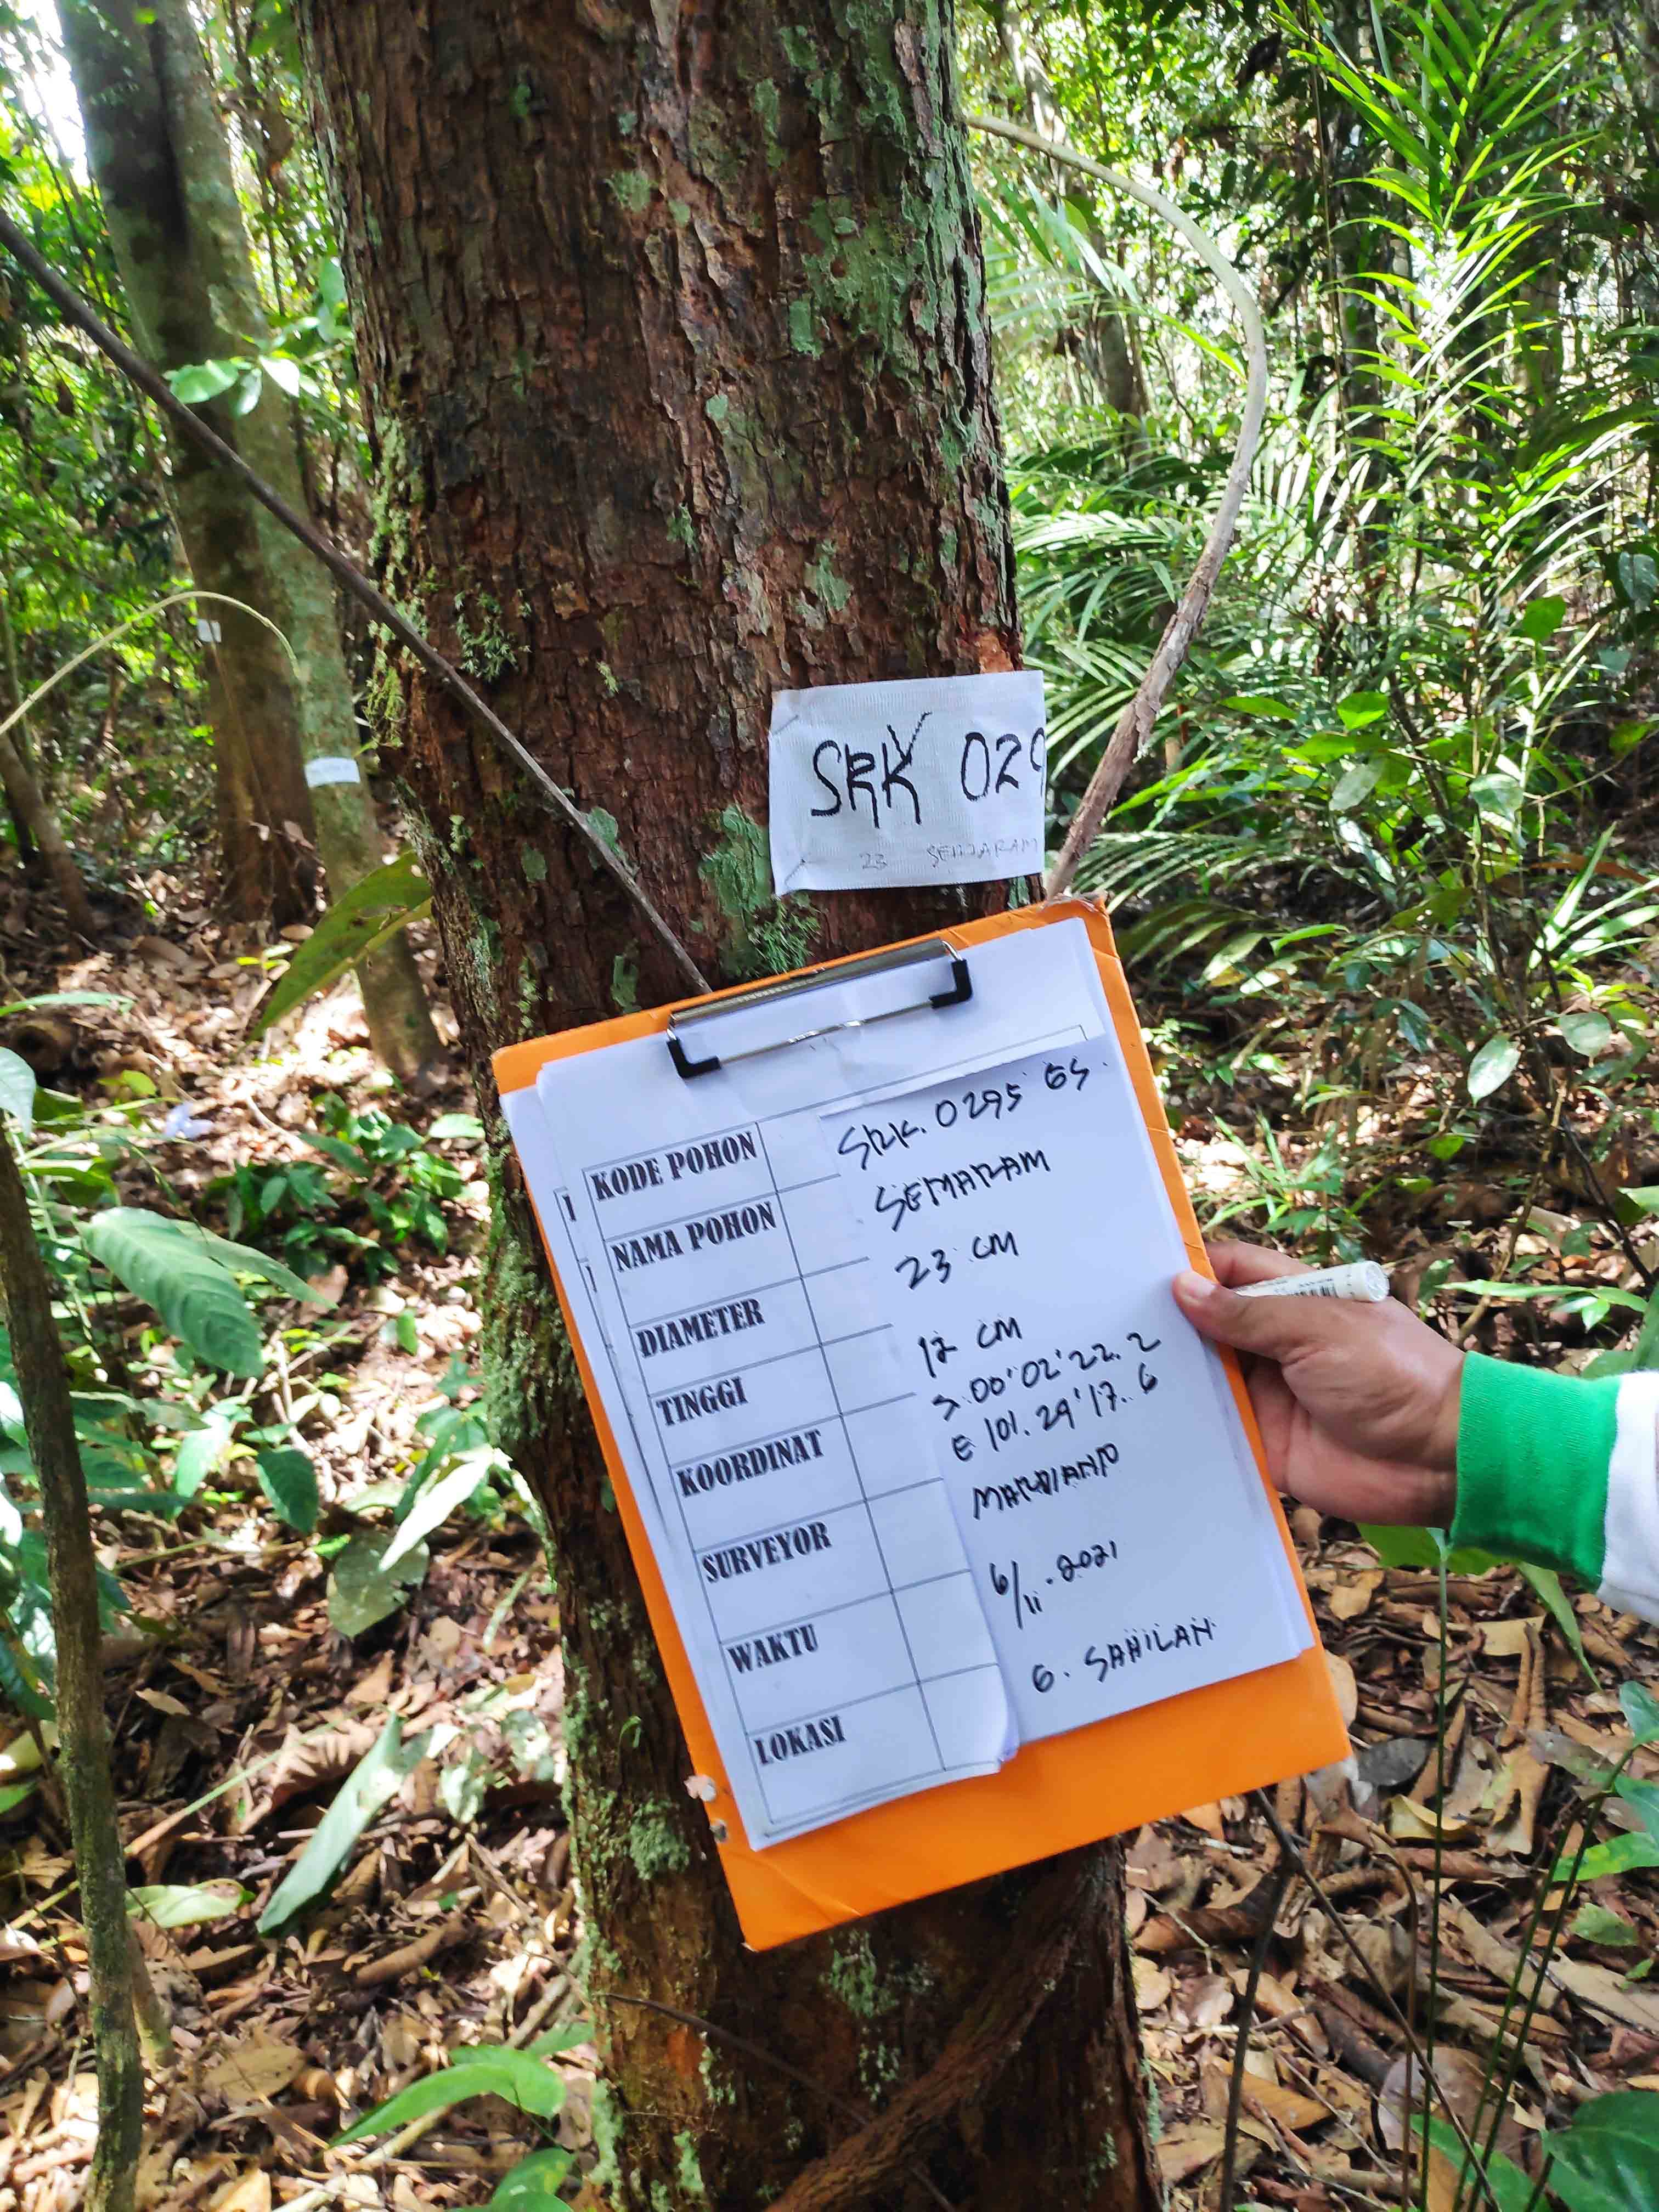 SRK 029
23 SEMARAM
KODE POHON SRK. 0295 GS.
NAMA POHON SEMARAM
DIAMETER 23 CM
TINGGI 12 CM
KOORDINAT S. 00' 02' 22. 2
E 101. 29' 17. 6
SURVEYOR MARDIANO
WAKTU 6/11. 2021
LOKASI G. SAHILAN